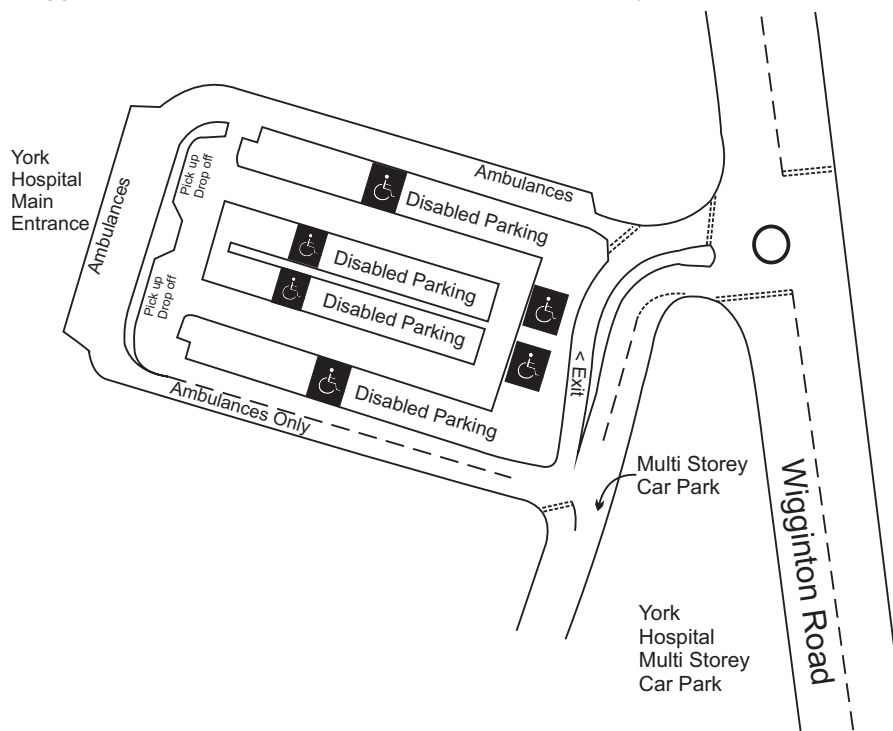 York
Hospital
Main
Entrance
Ambulances
Pick up
Drop off
Pick up
Drop off
Ambulances
Disabled Parking
Disabled Parking
Disabled Parking
Disabled Parking
Ambulances Only
< Exit
Multi Storey
Car Park
Wigginton Road
York
Hospital
Multi Storey
Car Park